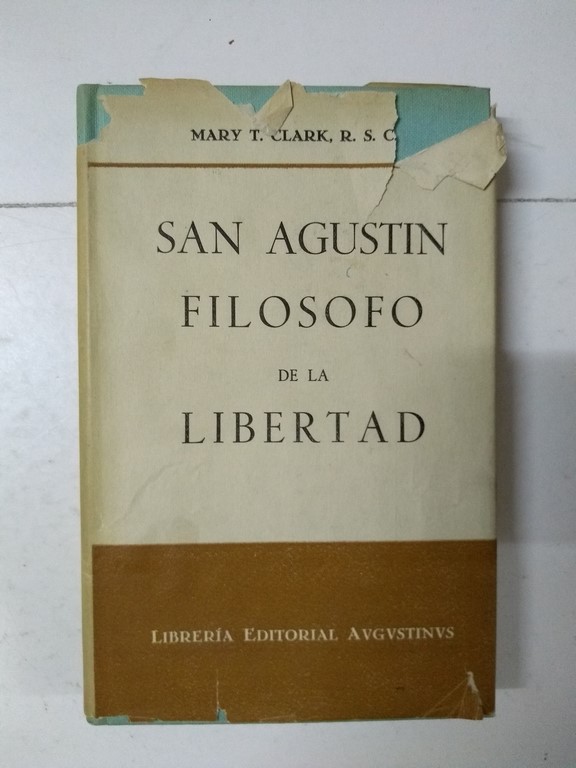 MARY T. CLARK, R. S. C.
SAN AGUSTIN
FILOSOFO
DE LA
LIBERTAD
LIBRERÍA EDITORIAL AVGVSTINVS